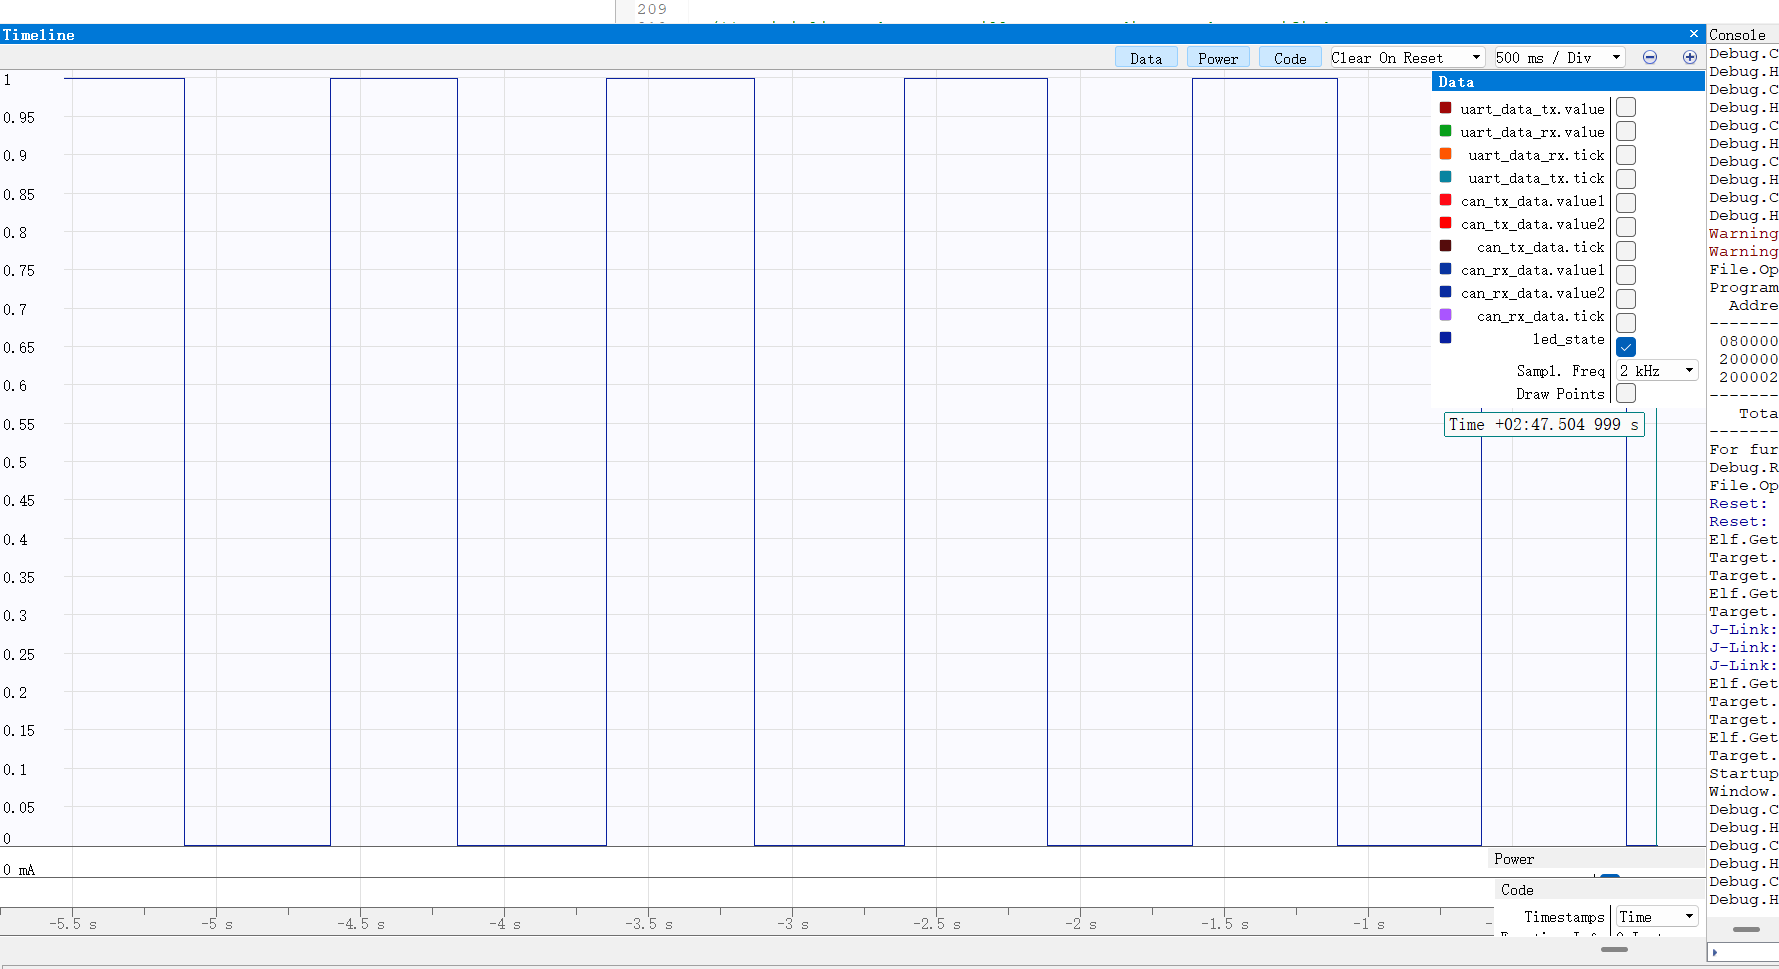 209
Timeline
Data Power Code Clear On Reset 500 ms / Div
Data
uart_data_tx.value
uart_data_rx.value
uart_data_rx.tick
uart_data_tx.tick
can_tx_data.value1
can_tx_data.value2
can_tx_data.tick
can_rx_data.value1
can_rx_data.value2
can_rx_data.tick
led_state
Sampl. Freq 2 kHz
Draw Points
Time +02:47.504 999 s
1
0.95
0.9
0.85
0.8
0.75
0.7
0.65
0.6
0.55
0.5
0.45
0.4
0.35
0.3
0.25
0.2
0.15
0.1
0.05
0
0 mA
Power
Code
Timestamps Time
-5.5 s -5 s -4.5 s -4 s -3.5 s -3 s -2.5 s -2 s -1.5 s -1 s
Console
Debug.C
Debug.H
Debug.C
Debug.H
Debug.C
Debug.H
Debug.C
Debug.H
Debug.C
Debug.H
Warning
Warning
File.Op
Program
Addre
-------
080000
200000
200002
-------
Tota
-------
For fur
Debug.R
File.Op
Reset:
Reset:
Elf.Get
Target.
Target.
Elf.Get
Target.
J-Link:
J-Link:
J-Link:
Elf.Get
Target.
Target.
Elf.Get
Target.
Startup
Window.
Debug.C
Debug.H
Debug.C
Debug.H
Debug.C
Debug.H